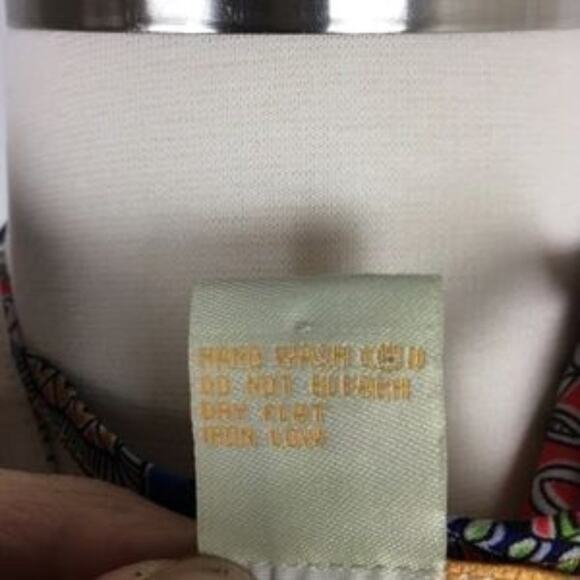 HAND WASH COLD
DO NOT BLEACH
DRY FLAT
IRON LOW